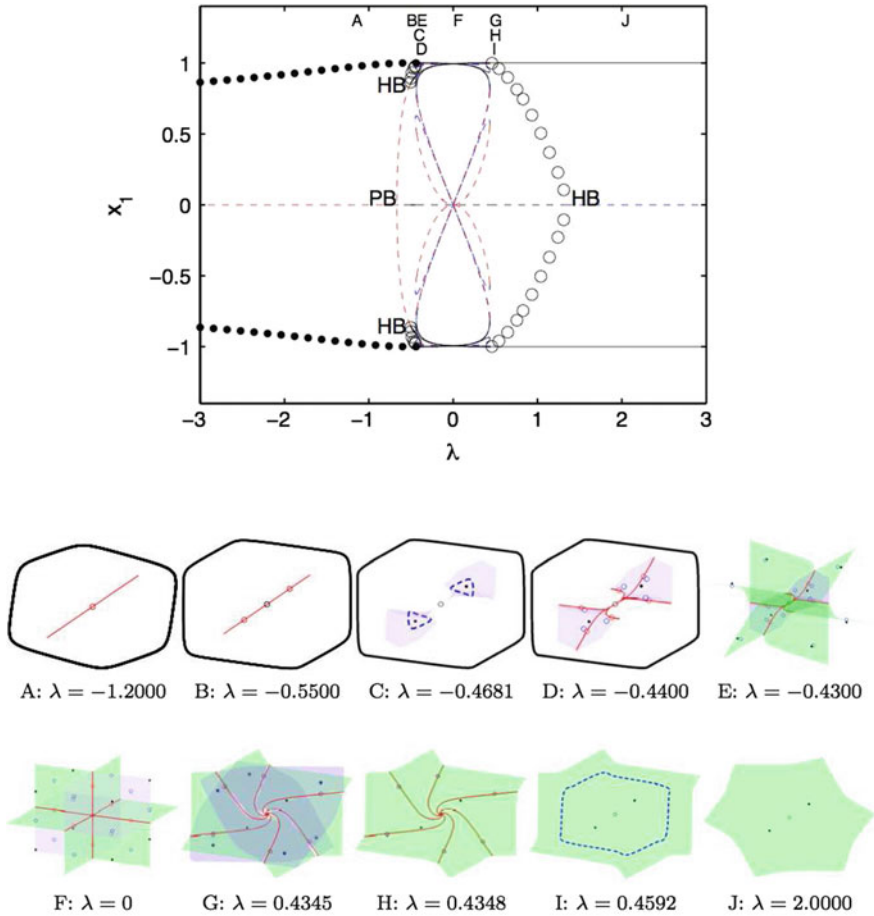 A BE F G J
C H
D I
1
HB
0.5
x₁
0
PB
HB
−0.5
HB
−1
−3 −2 −1 0 1 2 3
λ
A: λ = −1.2000 B: λ = −0.5500 C: λ = −0.4681 D: λ = −0.4400 E: λ = −0.4300
F: λ = 0 G: λ = 0.4345 H: λ = 0.4348 I: λ = 0.4592 J: λ = 2.0000